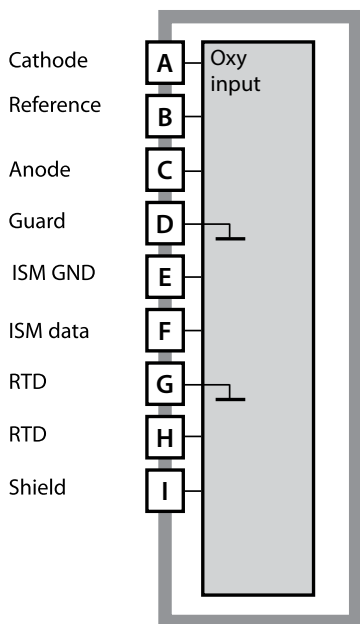 Cathode A Oxy
input
Reference B
Anode C
Guard D
ISM GND E
ISM data F
RTD G
RTD H
Shield I